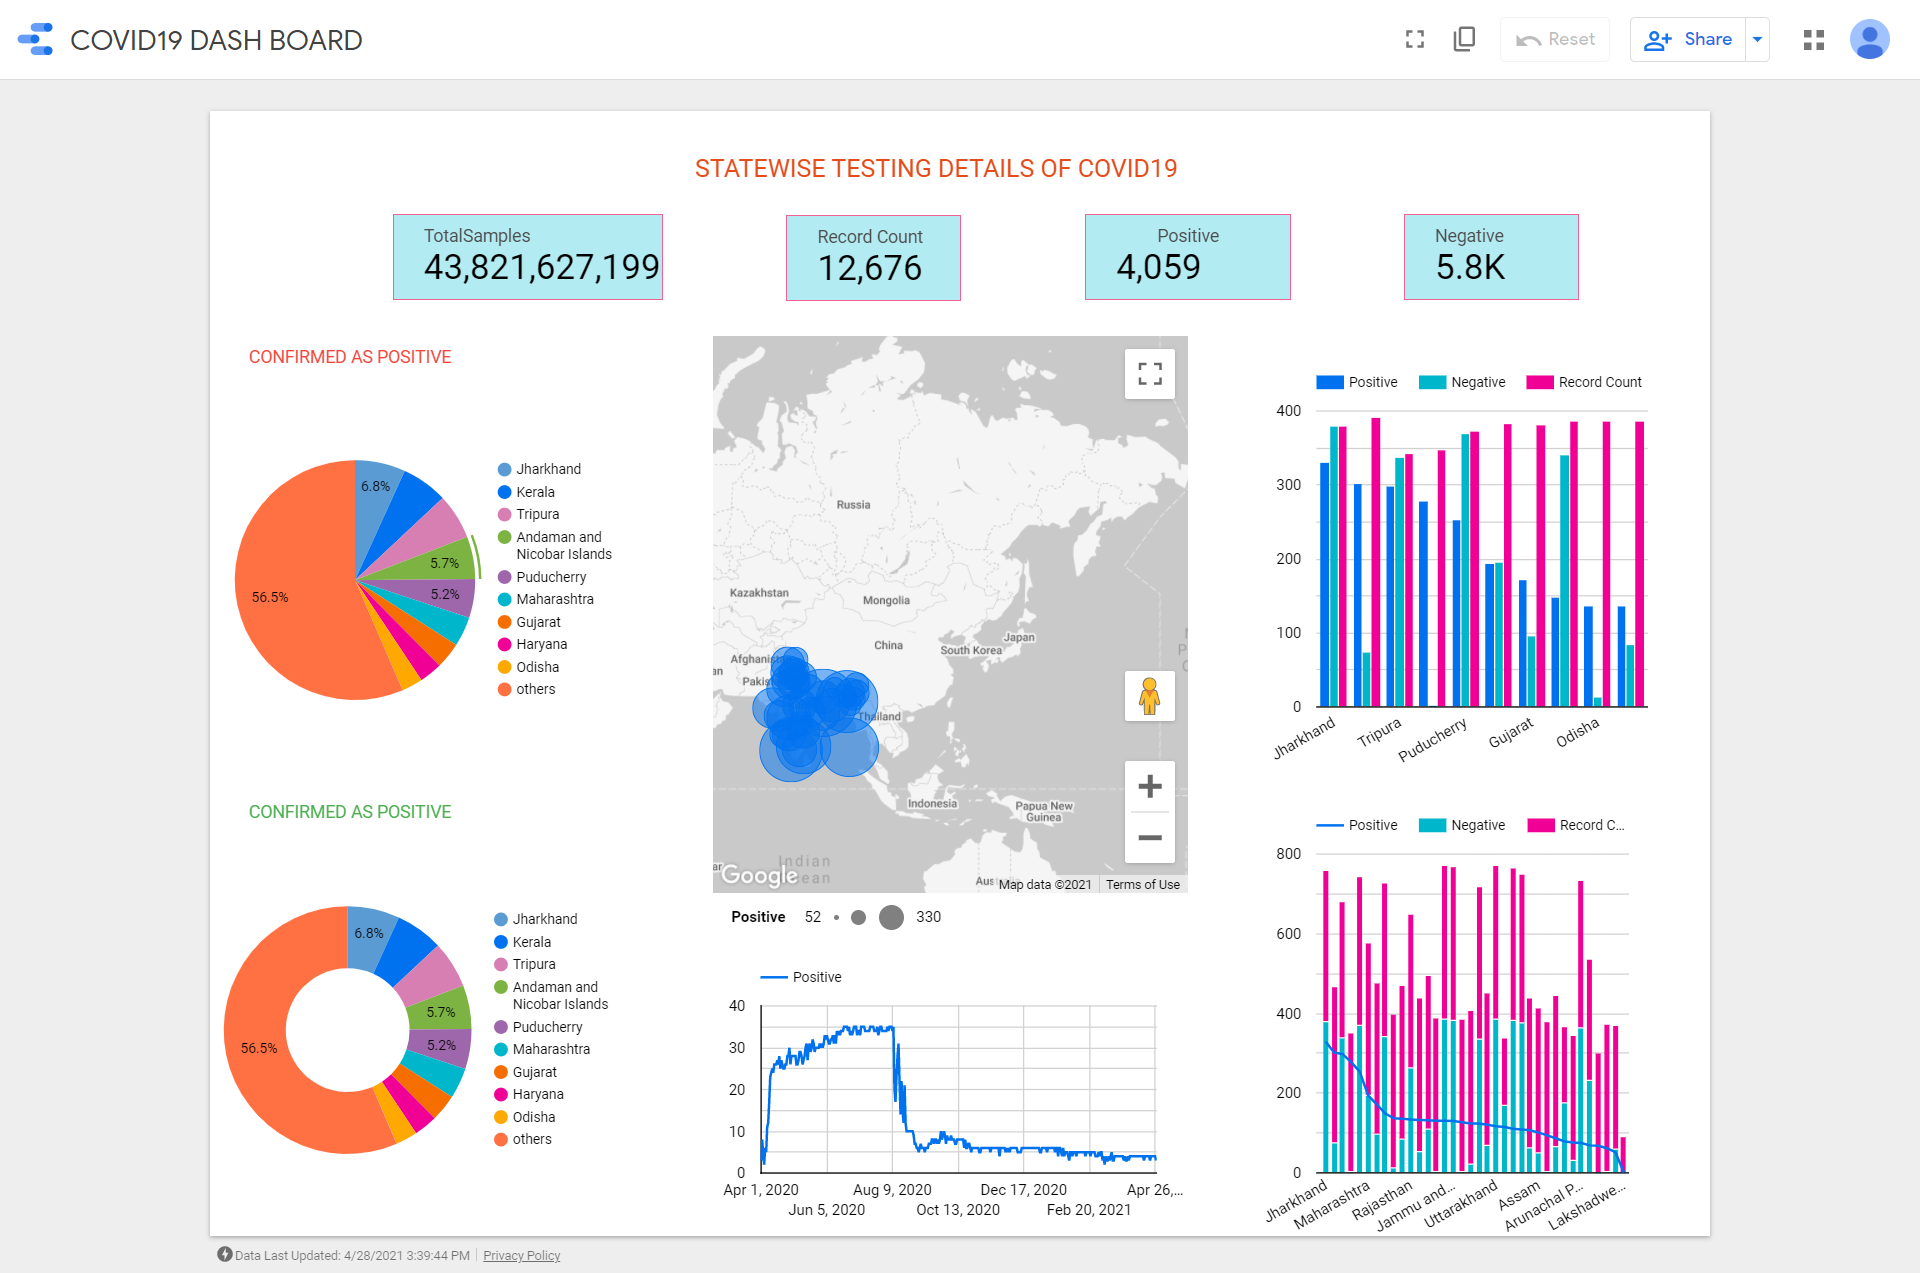 COVID19 DASH BOARD
Reset
Share
STATEWISE TESTING DETAILS OF COVID19
TotalSamples
43,821,627,199
Record Count
12,676
Positive
4,059
Negative
5.8K
CONFIRMED AS POSITIVE
6.8%
5.7%
5.2%
56.5%
Jharkhand
Kerala
Tripura
Andaman and
Nicobar Islands
Puducherry
Maharashtra
Gujarat
Haryana
Odisha
others
CONFIRMED AS POSITIVE
6.8%
5.7%
5.2%
56.5%
Jharkhand
Kerala
Tripura
Andaman and
Nicobar Islands
Puducherry
Maharashtra
Gujarat
Haryana
Odisha
others
Russia
Kazakhstan
Mongolia
China
Japan
South Korea
Thailand
Indonesia
Papua New
Guinea
Indian
Google
Map data ©2021
Terms of Use
Positive 52 330
Positive
40
30
20
10
0
Apr 1, 2020
Jun 5, 2020
Aug 9, 2020
Oct 13, 2020
Dec 17, 2020
Feb 20, 2021
Apr 26,...
Positive Negative Record Count
400
300
200
100
0
Jharkhand
Tripura
Puducherry
Gujarat
Odisha
Positive Negative Record C...
800
600
400
200
0
Jharkhand
Maharashtra
Rajasthan
Jammu and...
Uttarakhand
Assam
Arunachal P...
Lakshadwe...
Data Last Updated: 4/28/2021 3:39:44 PM
Privacy Policy